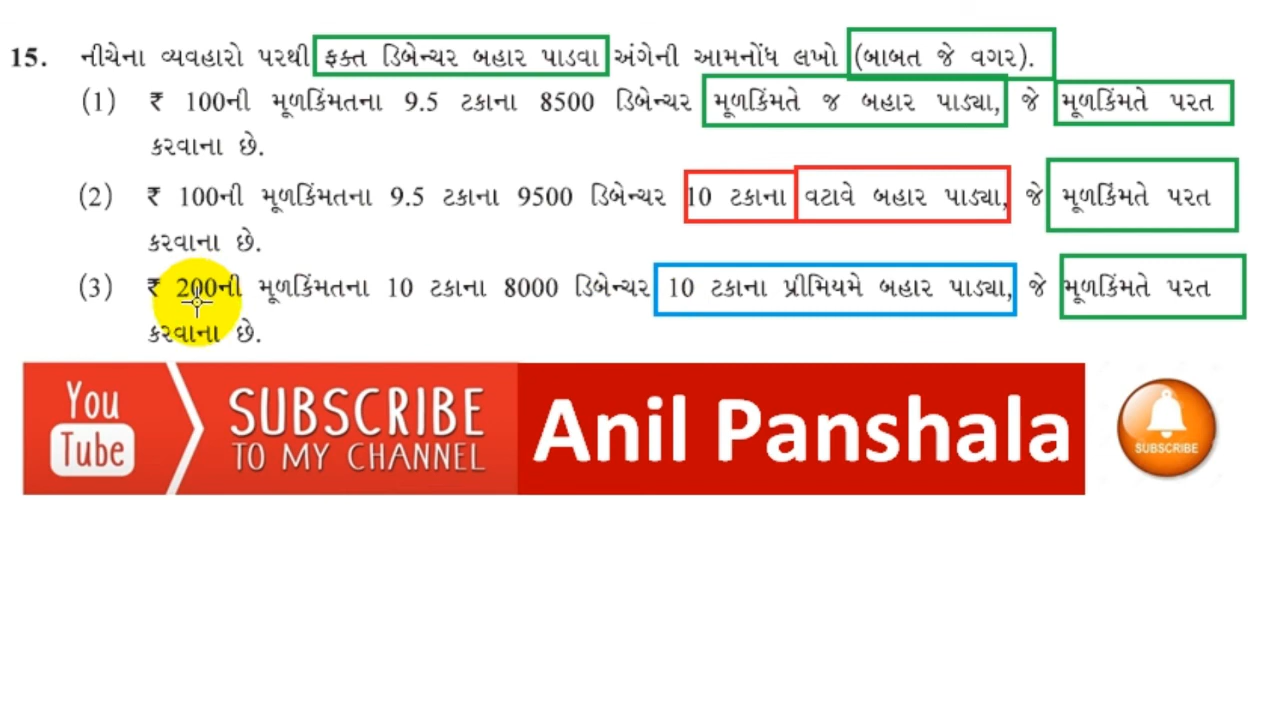 15. નીચેના વ્યવહારો પરથી ફક્ત ડિબેન્ચર બહાર પાડવા અંગેની આમનોંધ લખો (બાબત જે વગર).
(1) ₹ 100ની મૂળકિંમતના 9.5 ટકાના 8500 ડિબેન્ચર મૂળકિંમતે જ બહાર પાડ્યા, જે મૂળકિંમતે પરત
કરવાના છે.
(2) ₹ 100ની મૂળકિંમતના 9.5 ટકાના 9500 ડિબેન્ચર 10 ટકાના વટાવે બહાર પાડ્યા, જે મૂળકિંમતે પરત
કરવાના છે.
(3) ₹ 200ની મૂળકિંમતના 10 ટકાના 8000 ડિબેન્ચર 10 ટકાના પ્રીમિયમે બહાર પાડ્યા, જે મૂળકિંમતે પરત
કરવાના છે.
You Tube
SUBSCRIBE
TO MY CHANNEL
Anil Panshala
SUBSCRIBE